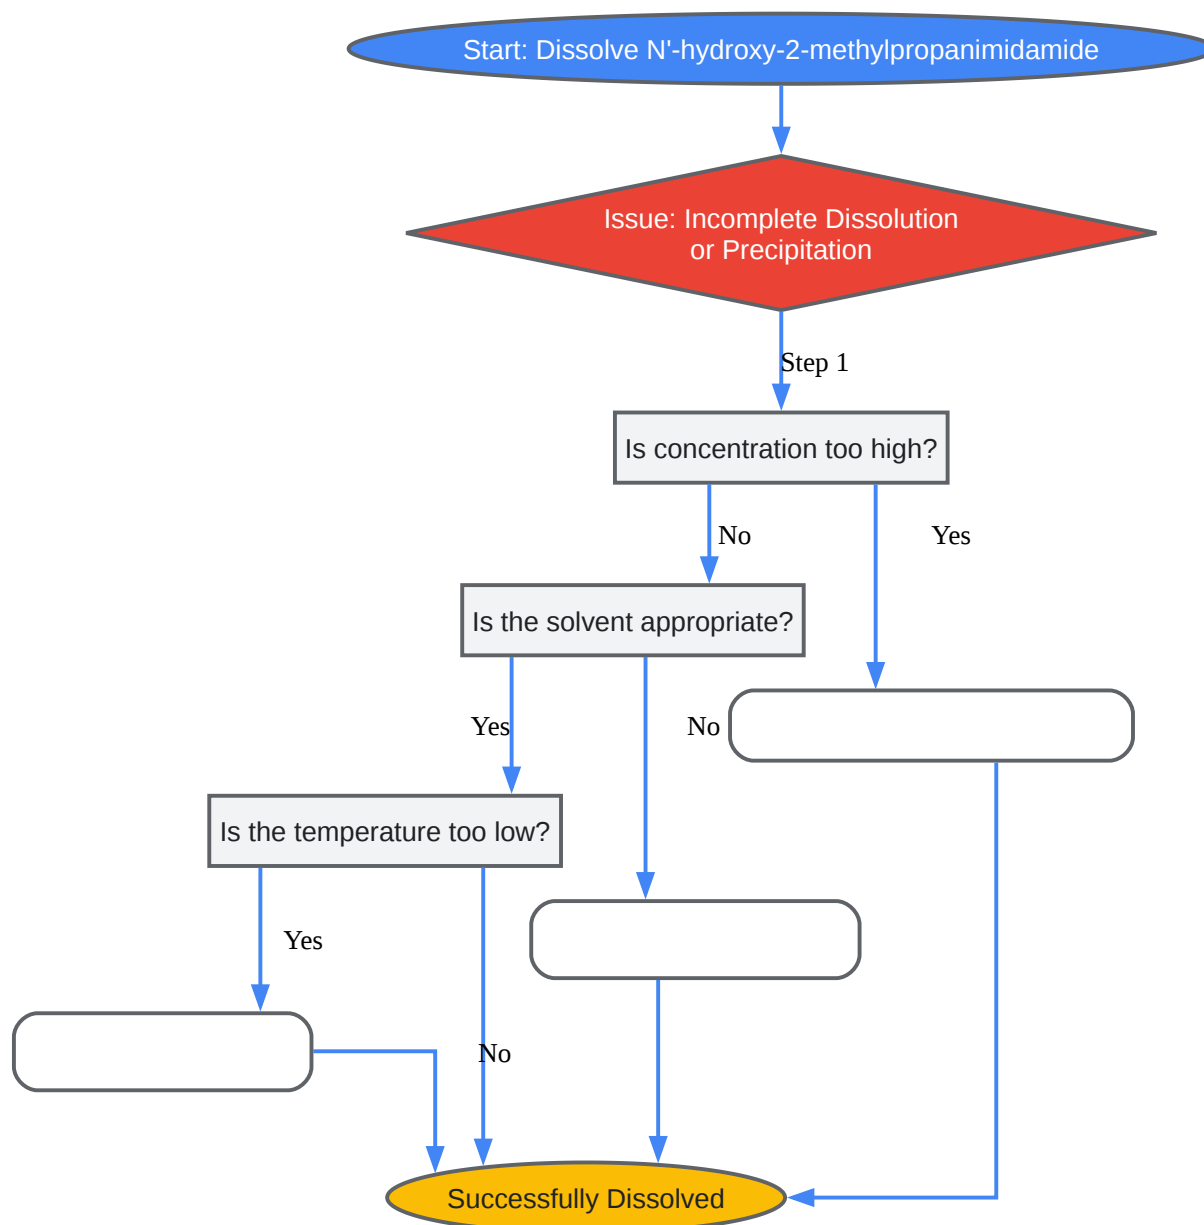 Start: Dissolve N'-hydroxy-2-methylpropanimidamide
Issue: Incomplete Dissolution
or Precipitation
Step 1
Is concentration too high?
No
Yes
Is the solvent appropriate?
Yes
No
Is the temperature too low?
Yes
No
Successfully Dissolved